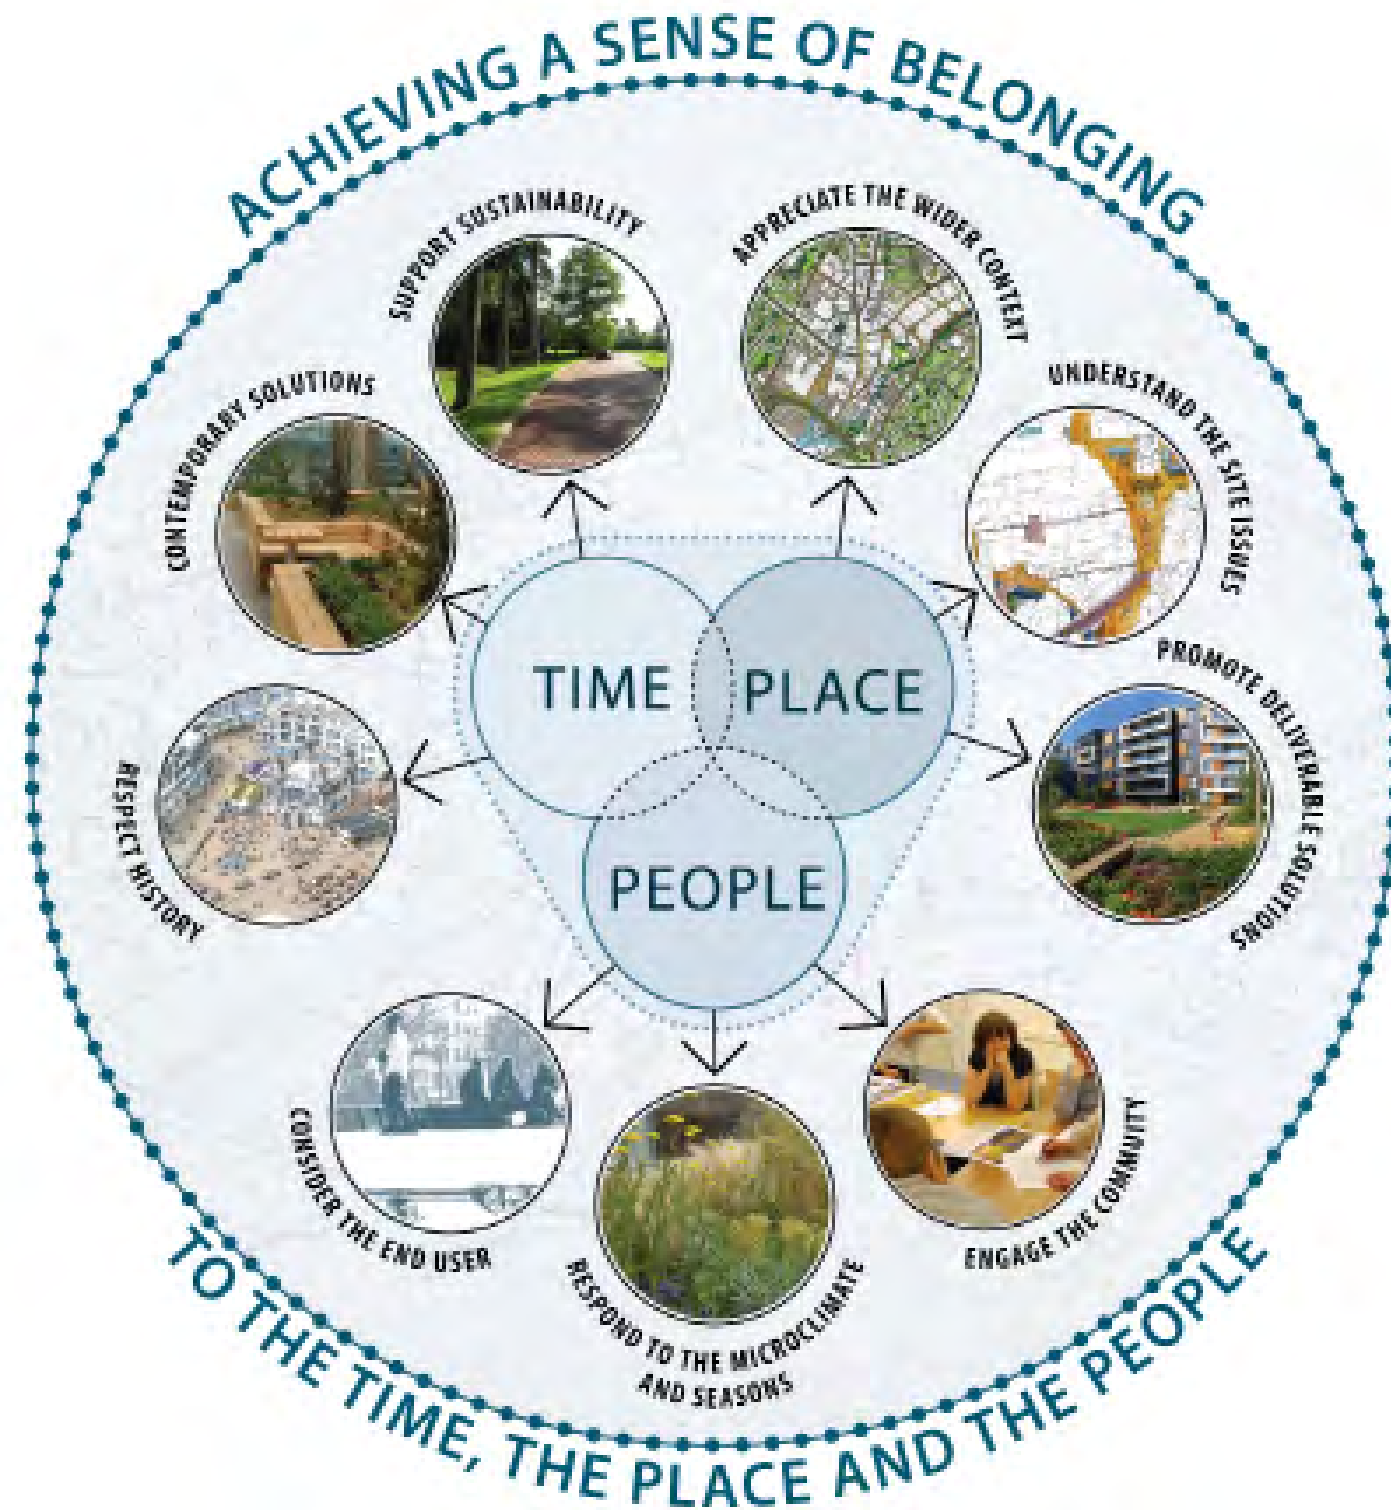 ACHIEVING A SENSE OF BELONGING
SUPPORT SUSTAINABILITY
APPRECIATE THE WIDER CONTEXT
CONTEMPORARY SOLUTIONS
UNDERSTAND THE SITE ISSUES
TIME
PLACE
PROMOTE DELIVERABLE SOLUTIONS
RESPECT HISTORY
PEOPLE
CONSIDER THE END USER
RESPOND TO THE MICROCLIMATE
AND SEASONS
ENGAGE THE COMMUITY
TO THE TIME, THE PLACE AND THE PEOPLE